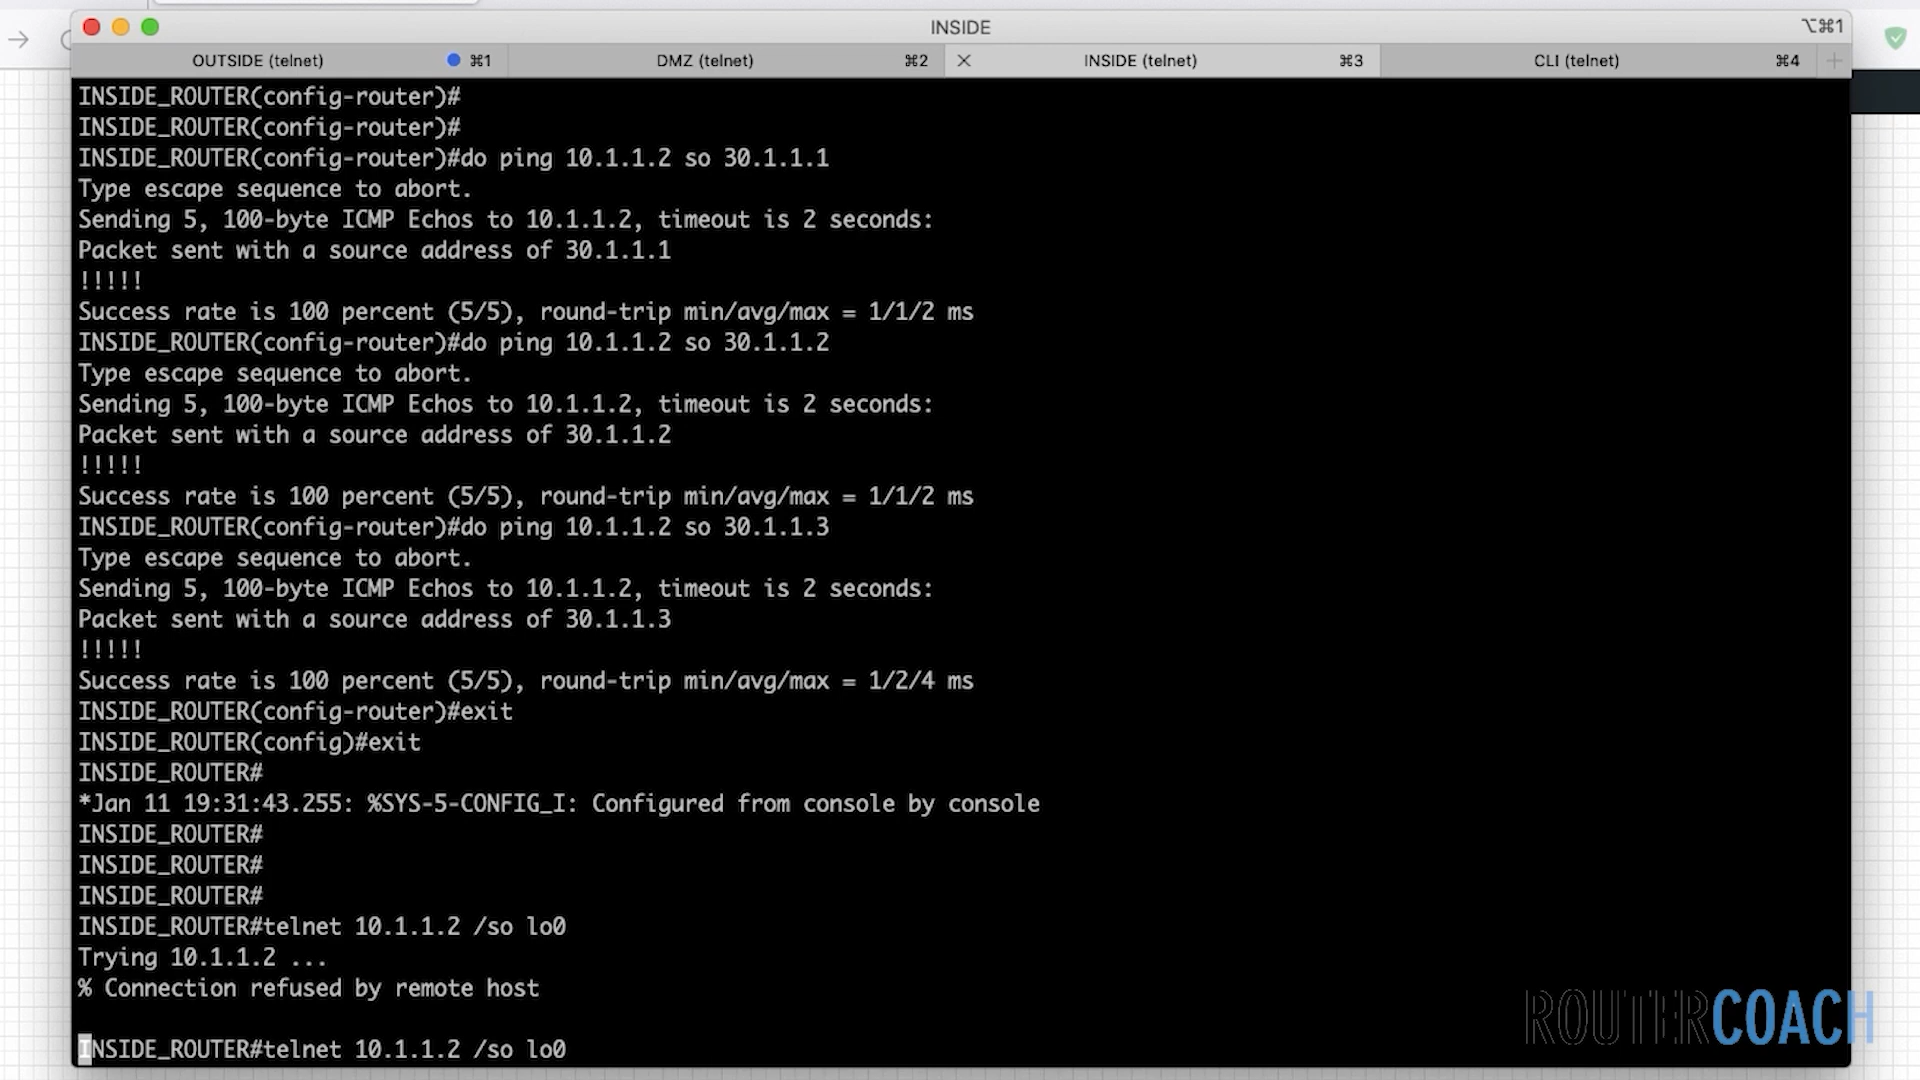 INSIDE
⌥⌘1
OUTSIDE (telnet) ⌘1 DMZ (telnet) ⌘2 INSIDE (telnet) ⌘3 CLI (telnet) ⌘4
INSIDE_ROUTER(config-router)#
INSIDE_ROUTER(config-router)#
INSIDE_ROUTER(config-router)#do ping 10.1.1.2 so 30.1.1.1
Type escape sequence to abort.
Sending 5, 100-byte ICMP Echos to 10.1.1.2, timeout is 2 seconds:
Packet sent with a source address of 30.1.1.1
!!!!!
Success rate is 100 percent (5/5), round-trip min/avg/max = 1/1/2 ms
INSIDE_ROUTER(config-router)#do ping 10.1.1.2 so 30.1.1.2
Type escape sequence to abort.
Sending 5, 100-byte ICMP Echos to 10.1.1.2, timeout is 2 seconds:
Packet sent with a source address of 30.1.1.2
!!!!!
Success rate is 100 percent (5/5), round-trip min/avg/max = 1/1/2 ms
INSIDE_ROUTER(config-router)#do ping 10.1.1.2 so 30.1.1.3
Type escape sequence to abort.
Sending 5, 100-byte ICMP Echos to 10.1.1.2, timeout is 2 seconds:
Packet sent with a source address of 30.1.1.3
!!!!!
Success rate is 100 percent (5/5), round-trip min/avg/max = 1/2/4 ms
INSIDE_ROUTER(config-router)#exit
INSIDE_ROUTER(config)#exit
INSIDE_ROUTER#
*Jan 11 19:31:43.255: %SYS-5-CONFIG_I: Configured from console by console
INSIDE_ROUTER#
INSIDE_ROUTER#
INSIDE_ROUTER#
INSIDE_ROUTER#telnet 10.1.1.2 /so lo0
Trying 10.1.1.2 ...
% Connection refused by remote host
INSIDE_ROUTER#telnet 10.1.1.2 /so lo0
ROUTERCOACH